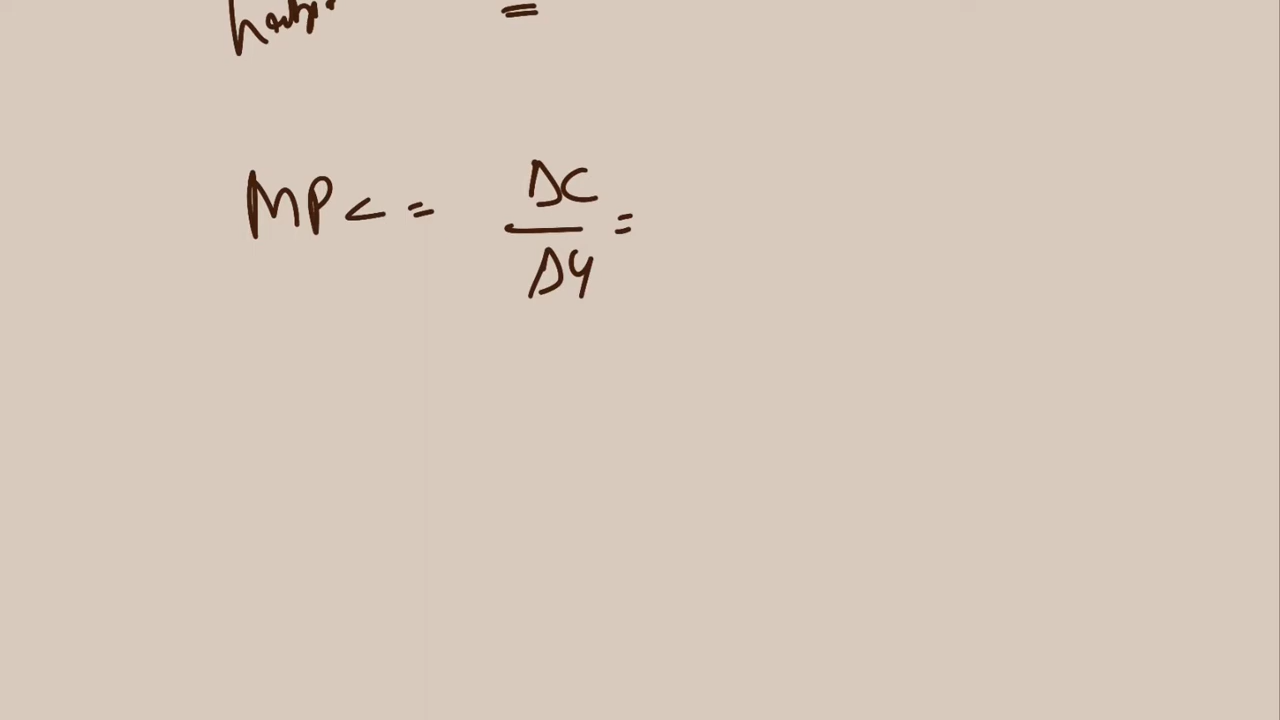 =
MPC = ΔC / ΔY =